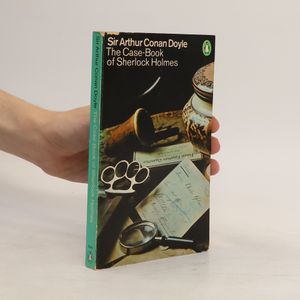 Sir Arthur Conan Doyle
The Case-Book
of Sherlock Holmes
Sir Arthur Conan Doyle The Case-Book of Sherlock Holmes